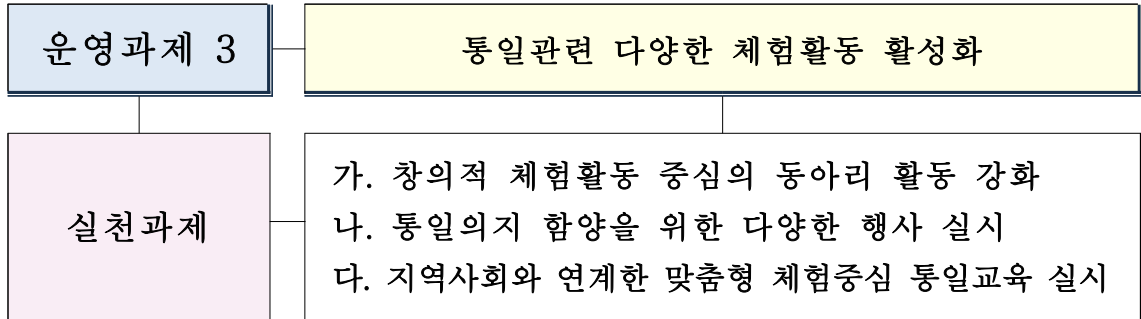 운영과제 3
통일관련 다양한 체험활동 활성화
실천과제
가. 창의적 체험활동 중심의 동아리 활동 강화
나. 통일의지 함양을 위한 다양한 행사 실시
다. 지역사회와 연계한 맞춤형 체험중심 통일교육 실시